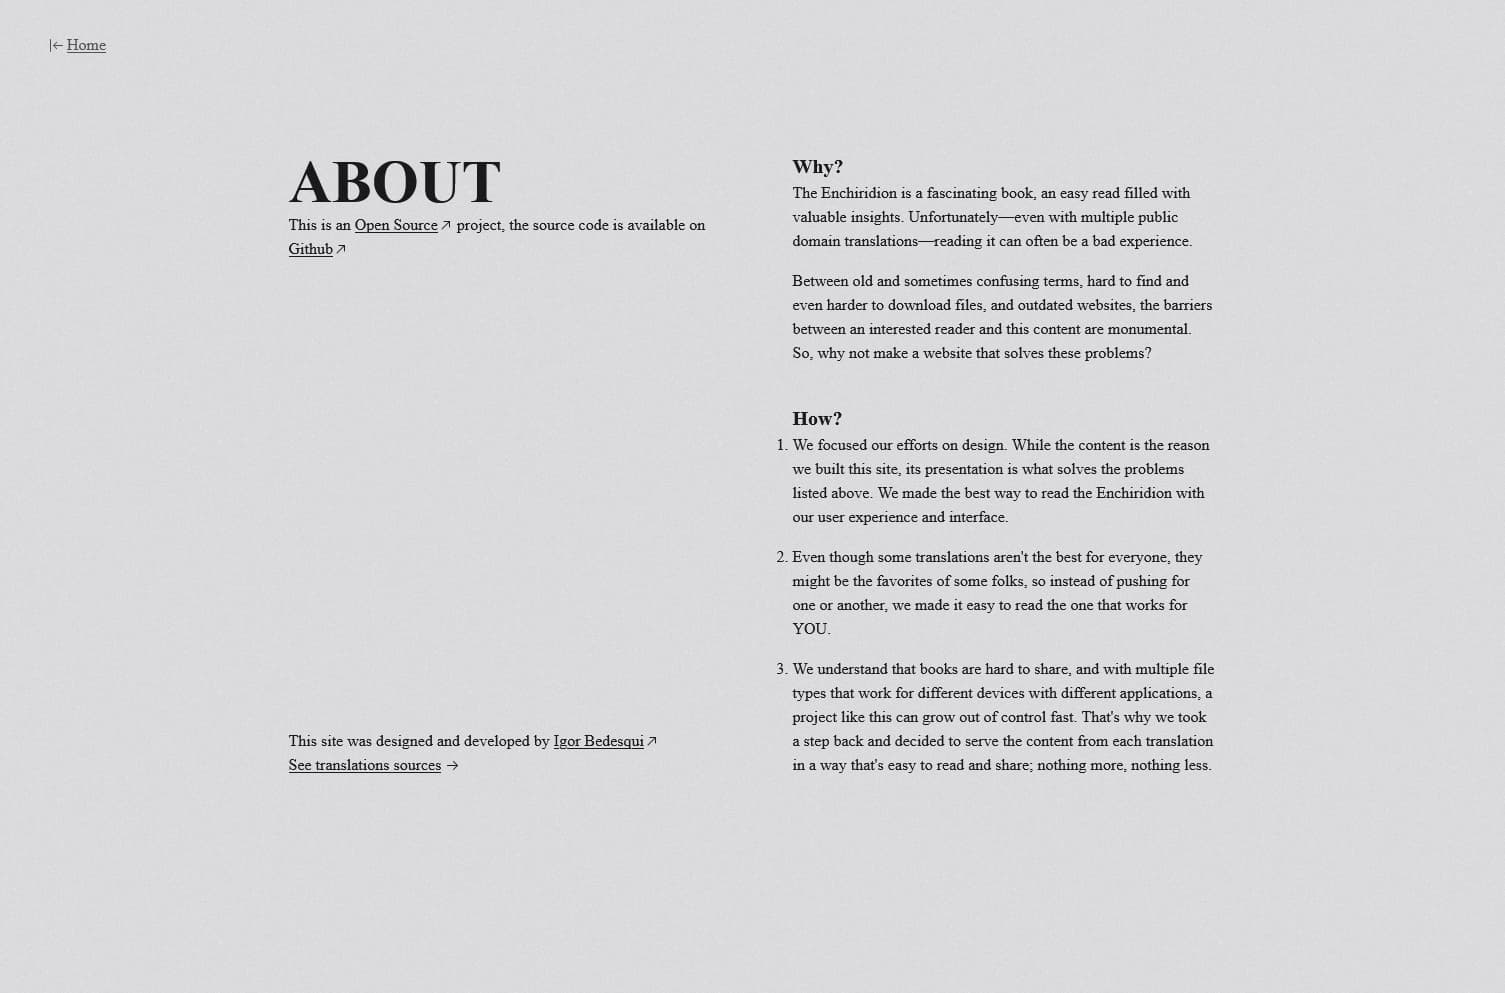 |← Home
ABOUT
This is an Open Source ↗ project, the source code is available on
Github ↗
This site was designed and developed by Igor Bedesqui ↗
See translations sources →
Why?
The Enchiridion is a fascinating book, an easy read filled with
valuable insights. Unfortunately—even with multiple public
domain translations—reading it can often be a bad experience.
Between old and sometimes confusing terms, hard to find and
even harder to download files, and outdated websites, the barriers
between an interested reader and this content are monumental.
So, why not make a website that solves these problems?
How?
1. We focused our efforts on design. While the content is the reason
we built this site, its presentation is what solves the problems
listed above. We made the best way to read the Enchiridion with
our user experience and interface.
2. Even though some translations aren't the best for everyone, they
might be the favorites of some folks, so instead of pushing for
one or another, we made it easy to read the one that works for
YOU.
3. We understand that books are hard to share, and with multiple file
types that work for different devices with different applications, a
project like this can grow out of control fast. That's why we took
a step back and decided to serve the content from each translation
in a way that's easy to read and share; nothing more, nothing less.